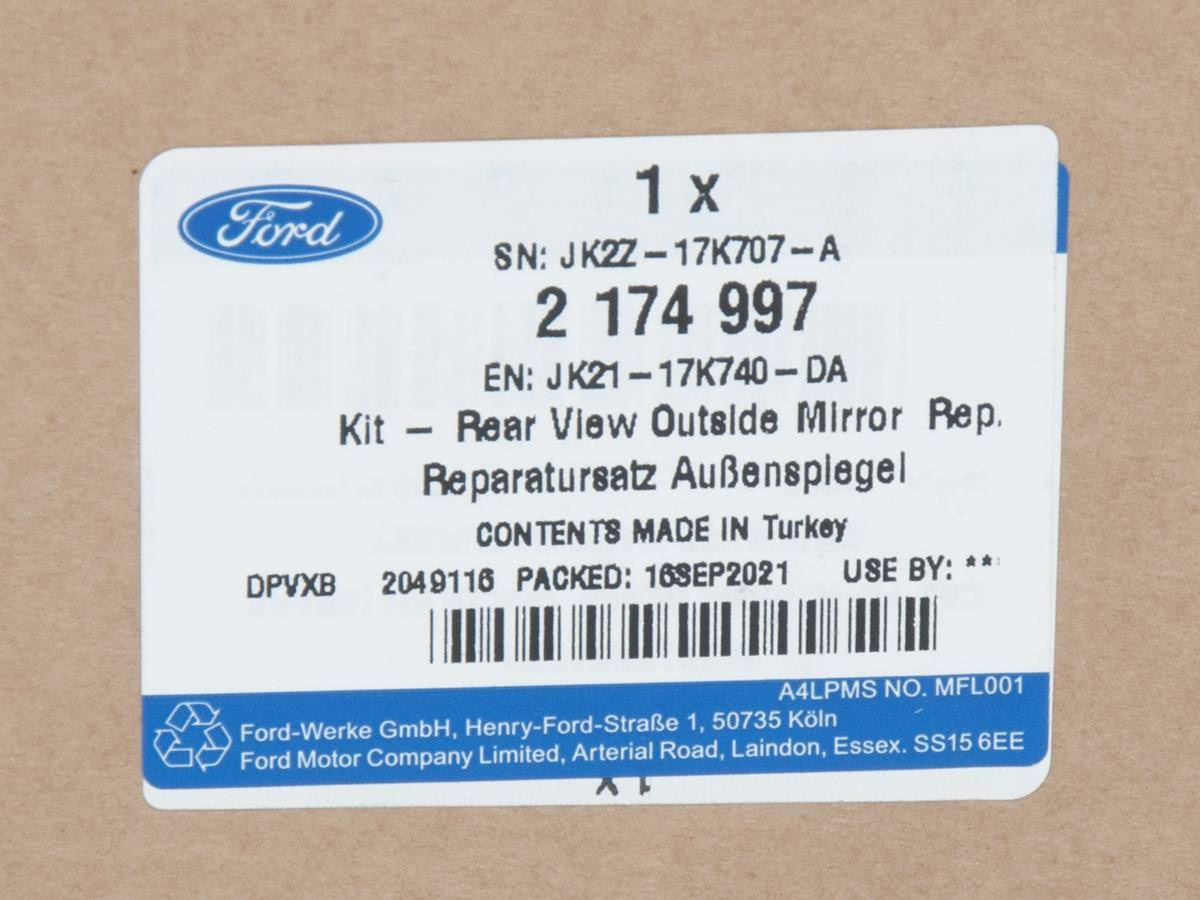 Ford
1 x
SN: JK2Z-17K707-A
2 174 997
EN: JK21-17K740-DA
Kit - Rear View Outside Mirror Rep.
Reparatursatz Außenspiegel
CONTENTS MADE IN Turkey
DPVXB 2049116 PACKED: 16SEP2021 USE BY: **
A4LPMS NO. MFL001
Ford-Werke GmbH, Henry-Ford-Straße 1, 50735 Köln
Ford Motor Company Limited, Arterial Road, Laindon, Essex. SS15 6EE
1 X